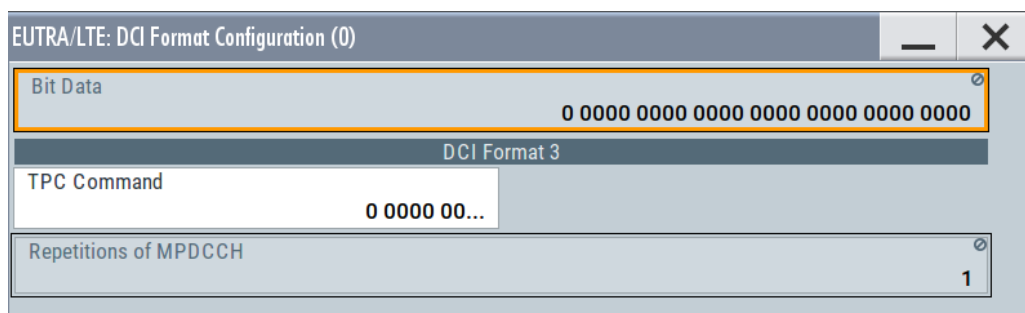 EUTRA/LTE: DCI Format Configuration (0)
Bit Data
0 0000 0000 0000 0000 0000 0000 0000
DCI Format 3
TPC Command
0 0000 00...
Repetitions of MPDCCH
1